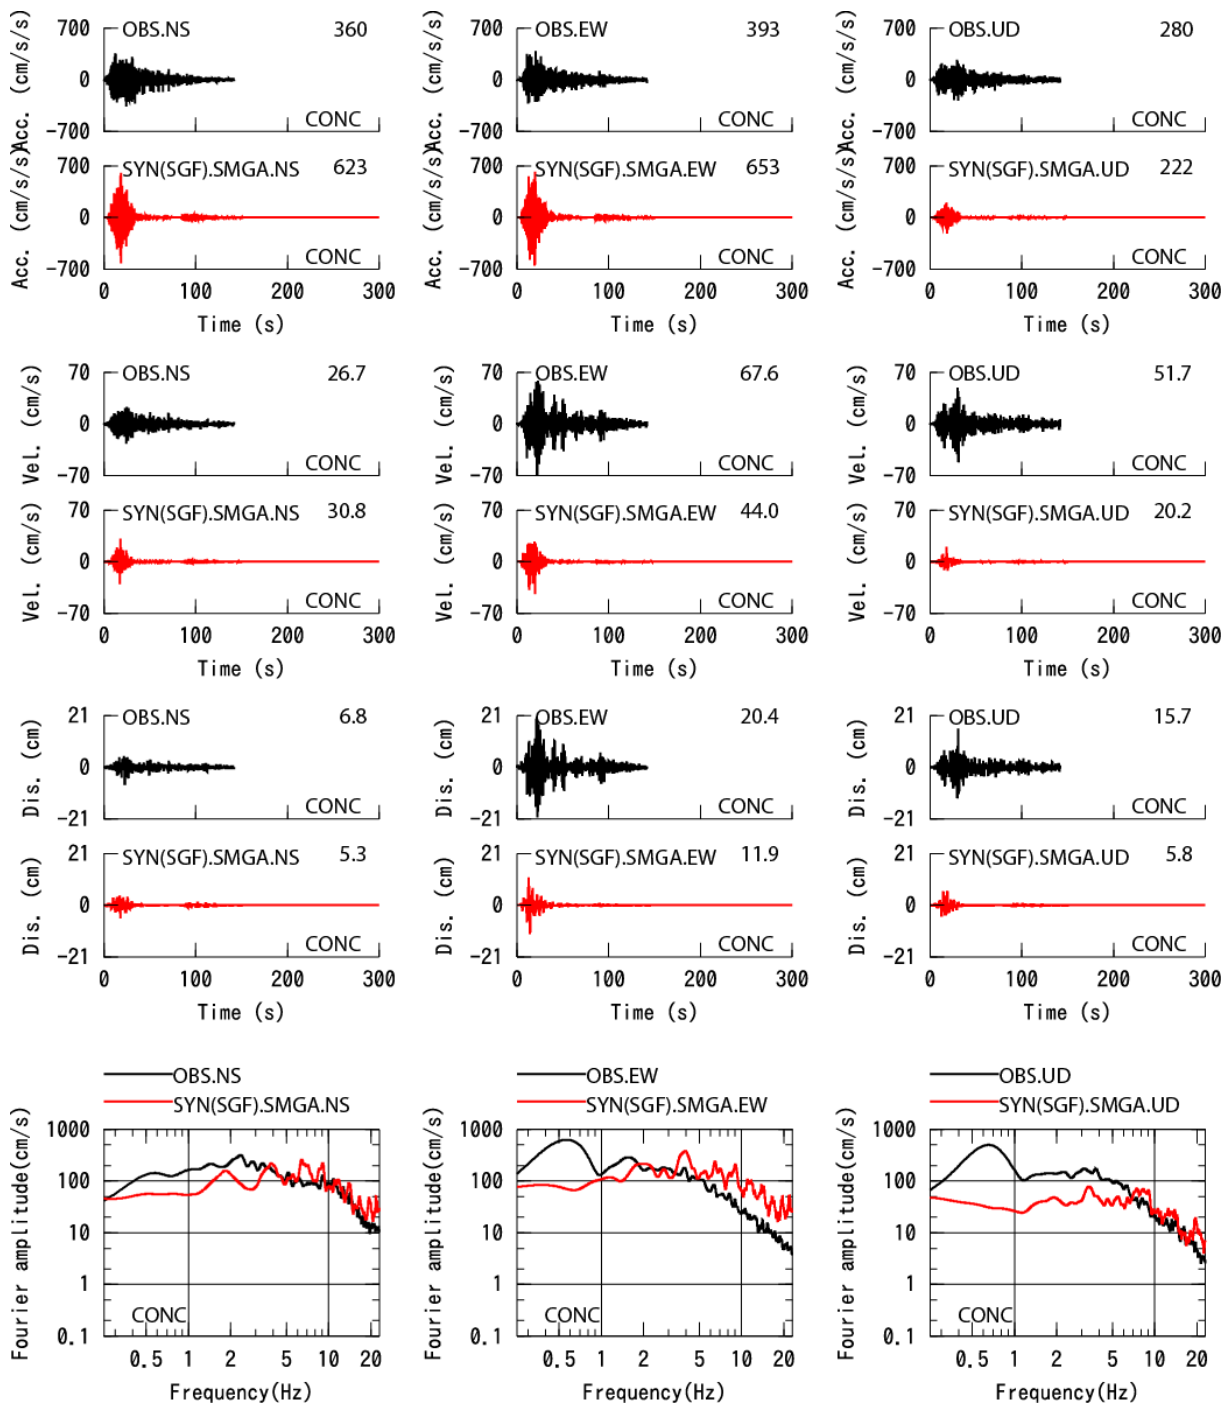 OBS.NS 360
Acc. (cm/s/s)
700
0
-700
CONC
OBS.EW 393
Acc. (cm/s/s)
700
0
-700
CONC
OBS.UD 280
Acc. (cm/s/s)
700
0
-700
CONC
SYN(SGF).SMGA.NS 623
Acc. (cm/s/s)
700
0
-700
CONC
0 100 200 300
Time (s)
SYN(SGF).SMGA.EW 653
Acc. (cm/s/s)
700
0
-700
CONC
0 100 200 300
Time (s)
SYN(SGF).SMGA.UD 222
Acc. (cm/s/s)
700
0
-700
CONC
0 100 200 300
Time (s)
OBS.NS 26.7
Vel. (cm/s)
70
0
-70
CONC
OBS.EW 67.6
Vel. (cm/s)
70
0
-70
CONC
OBS.UD 51.7
Vel. (cm/s)
70
0
-70
CONC
SYN(SGF).SMGA.NS 30.8
Vel. (cm/s)
70
0
-70
CONC
0 100 200 300
Time (s)
SYN(SGF).SMGA.EW 44.0
Vel. (cm/s)
70
0
-70
CONC
0 100 200 300
Time (s)
SYN(SGF).SMGA.UD 20.2
Vel. (cm/s)
70
0
-70
CONC
0 100 200 300
Time (s)
OBS.NS 6.8
Dis. (cm)
21
0
-21
CONC
OBS.EW 20.4
Dis. (cm)
21
0
-21
CONC
OBS.UD 15.7
Dis. (cm)
21
0
-21
CONC
SYN(SGF).SMGA.NS 5.3
Dis. (cm)
21
0
-21
CONC
0 100 200 300
Time (s)
SYN(SGF).SMGA.EW 11.9
Dis. (cm)
21
0
-21
CONC
0 100 200 300
Time (s)
SYN(SGF).SMGA.UD 5.8
Dis. (cm)
21
0
-21
CONC
0 100 200 300
Time (s)
OBS.NS
SYN(SGF).SMGA.NS
Fourier amplitude(cm/s)
1000
100
10
1
0.1
CONC
0.5 1 2 5 10 20
Frequency(Hz)
OBS.EW
SYN(SGF).SMGA.EW
Fourier amplitude(cm/s)
1000
100
10
1
0.1
CONC
0.5 1 2 5 10 20
Frequency(Hz)
OBS.UD
SYN(SGF).SMGA.UD
Fourier amplitude(cm/s)
1000
100
10
1
0.1
CONC
0.5 1 2 5 10 20
Frequency(Hz)